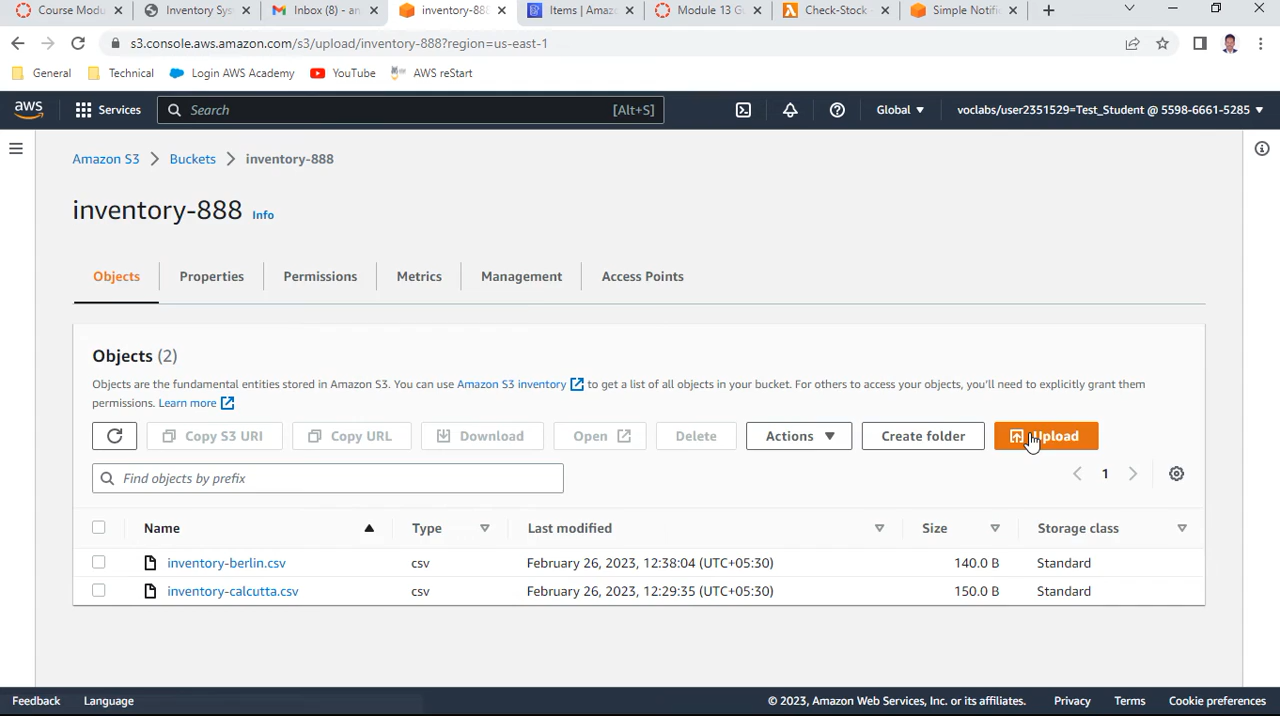 Course Modu
Inventory Sys
Inbox (8) - an
inventory-888
Items | Amaz
Module 13 G
Check-Stock -
Simple Notifi
s3.console.aws.amazon.com/s3/upload/inventory-888?region=us-east-1
General
Technical
Login AWS Academy
YouTube
AWS reStart
aws
Services
Search
[Alt+S]
Global
voclabs/user2351529=Test_Student @ 5598-6661-5285
Amazon S3
Buckets
inventory-888
inventory-888 Info
Objects
Properties
Permissions
Metrics
Management
Access Points
Objects (2)
Objects are the fundamental entities stored in Amazon S3. You can use Amazon S3 inventory to get a list of all objects in your bucket. For others to access your objects, you'll need to explicitly grant them
permissions. Learn more
Copy S3 URI
Copy URL
Download
Open
Delete
Actions
Create folder
Upload
Find objects by prefix
1
Name
Type
Last modified
Size
Storage class
inventory-berlin.csv csv February 26, 2023, 12:38:04 (UTC+05:30) 140.0 B Standard
inventory-calcutta.csv csv February 26, 2023, 12:29:35 (UTC+05:30) 150.0 B Standard
Feedback
Language
© 2023, Amazon Web Services, Inc. or its affiliates.
Privacy
Terms
Cookie preferences